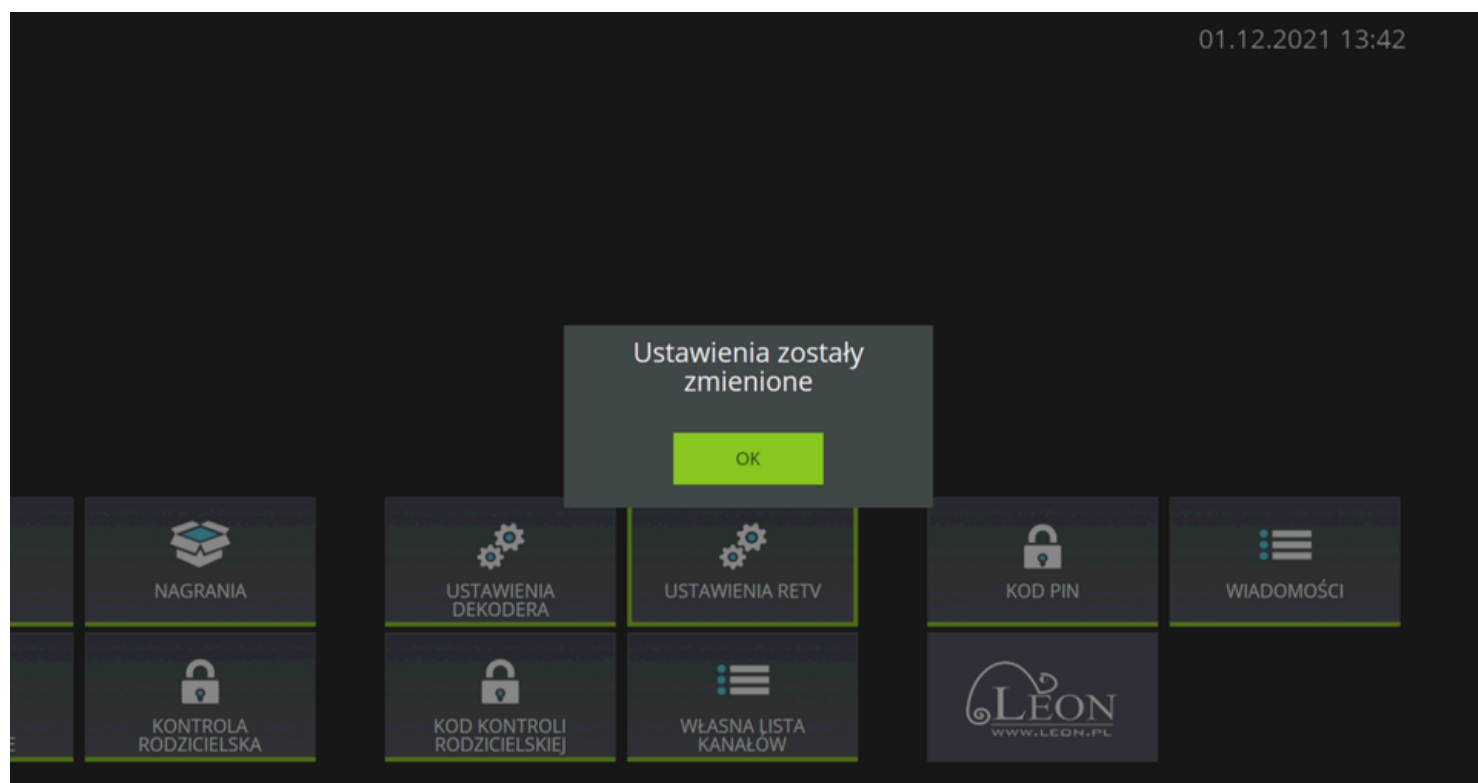 01.12.2021 13:42
Ustawienia zostały
zmienione
OK
NAGRANIA
USTAWIENIA
DEKODERA
USTAWIENIA RETV
KOD PIN
WIADOMOŚCI
E
KONTROLA
RODZICIELSKA
KOD KONTROLI
RODZICIELSKIEJ
WŁASNA LISTA
KANAŁÓW
LEON
WWW.LEON.PL